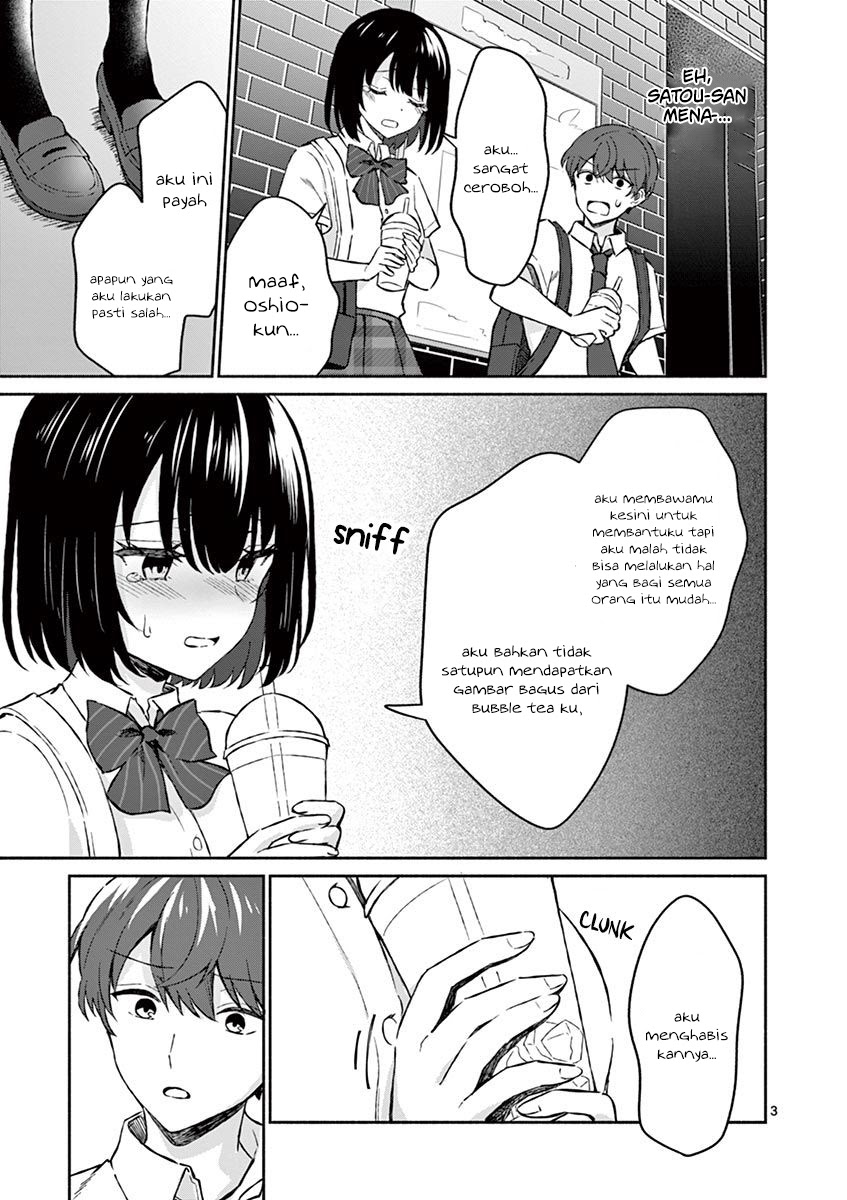 EH,
SATOU-SAN
MENA-...
aku...
sangat
ceroboh...
maaf,
oshio-
kun...
aku ini
payah
apapun yang
aku lakukan
pasti salah...
aku membawamu
kesini untuk
membantuku tapi
aku malah tidak
bisa melalukan hal
yang bagi semua
orang itu mudah...
aku bahkan tidak
satupun mendapatkan
gambar bagus dari
bubble tea ku,
sniff
aku
menghabis
kannya...
CLUNK
3